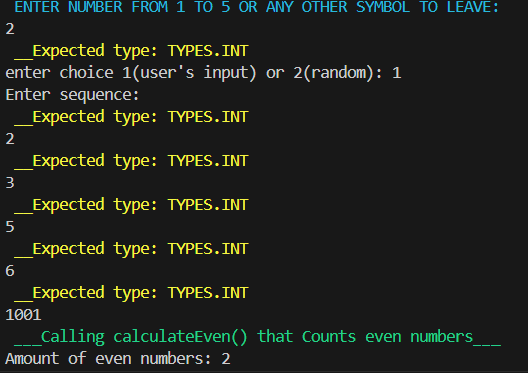 ENTER NUMBER FROM 1 TO 5 OR ANY OTHER SYMBOL TO LEAVE:
2
__Expected type: TYPES.INT
enter choice 1(user's input) or 2(random): 1
Enter sequence:
__Expected type: TYPES.INT
2
__Expected type: TYPES.INT
3
__Expected type: TYPES.INT
5
__Expected type: TYPES.INT
6
__Expected type: TYPES.INT
1001
___Calling calculateEven() that Counts even numbers___
Amount of even numbers: 2